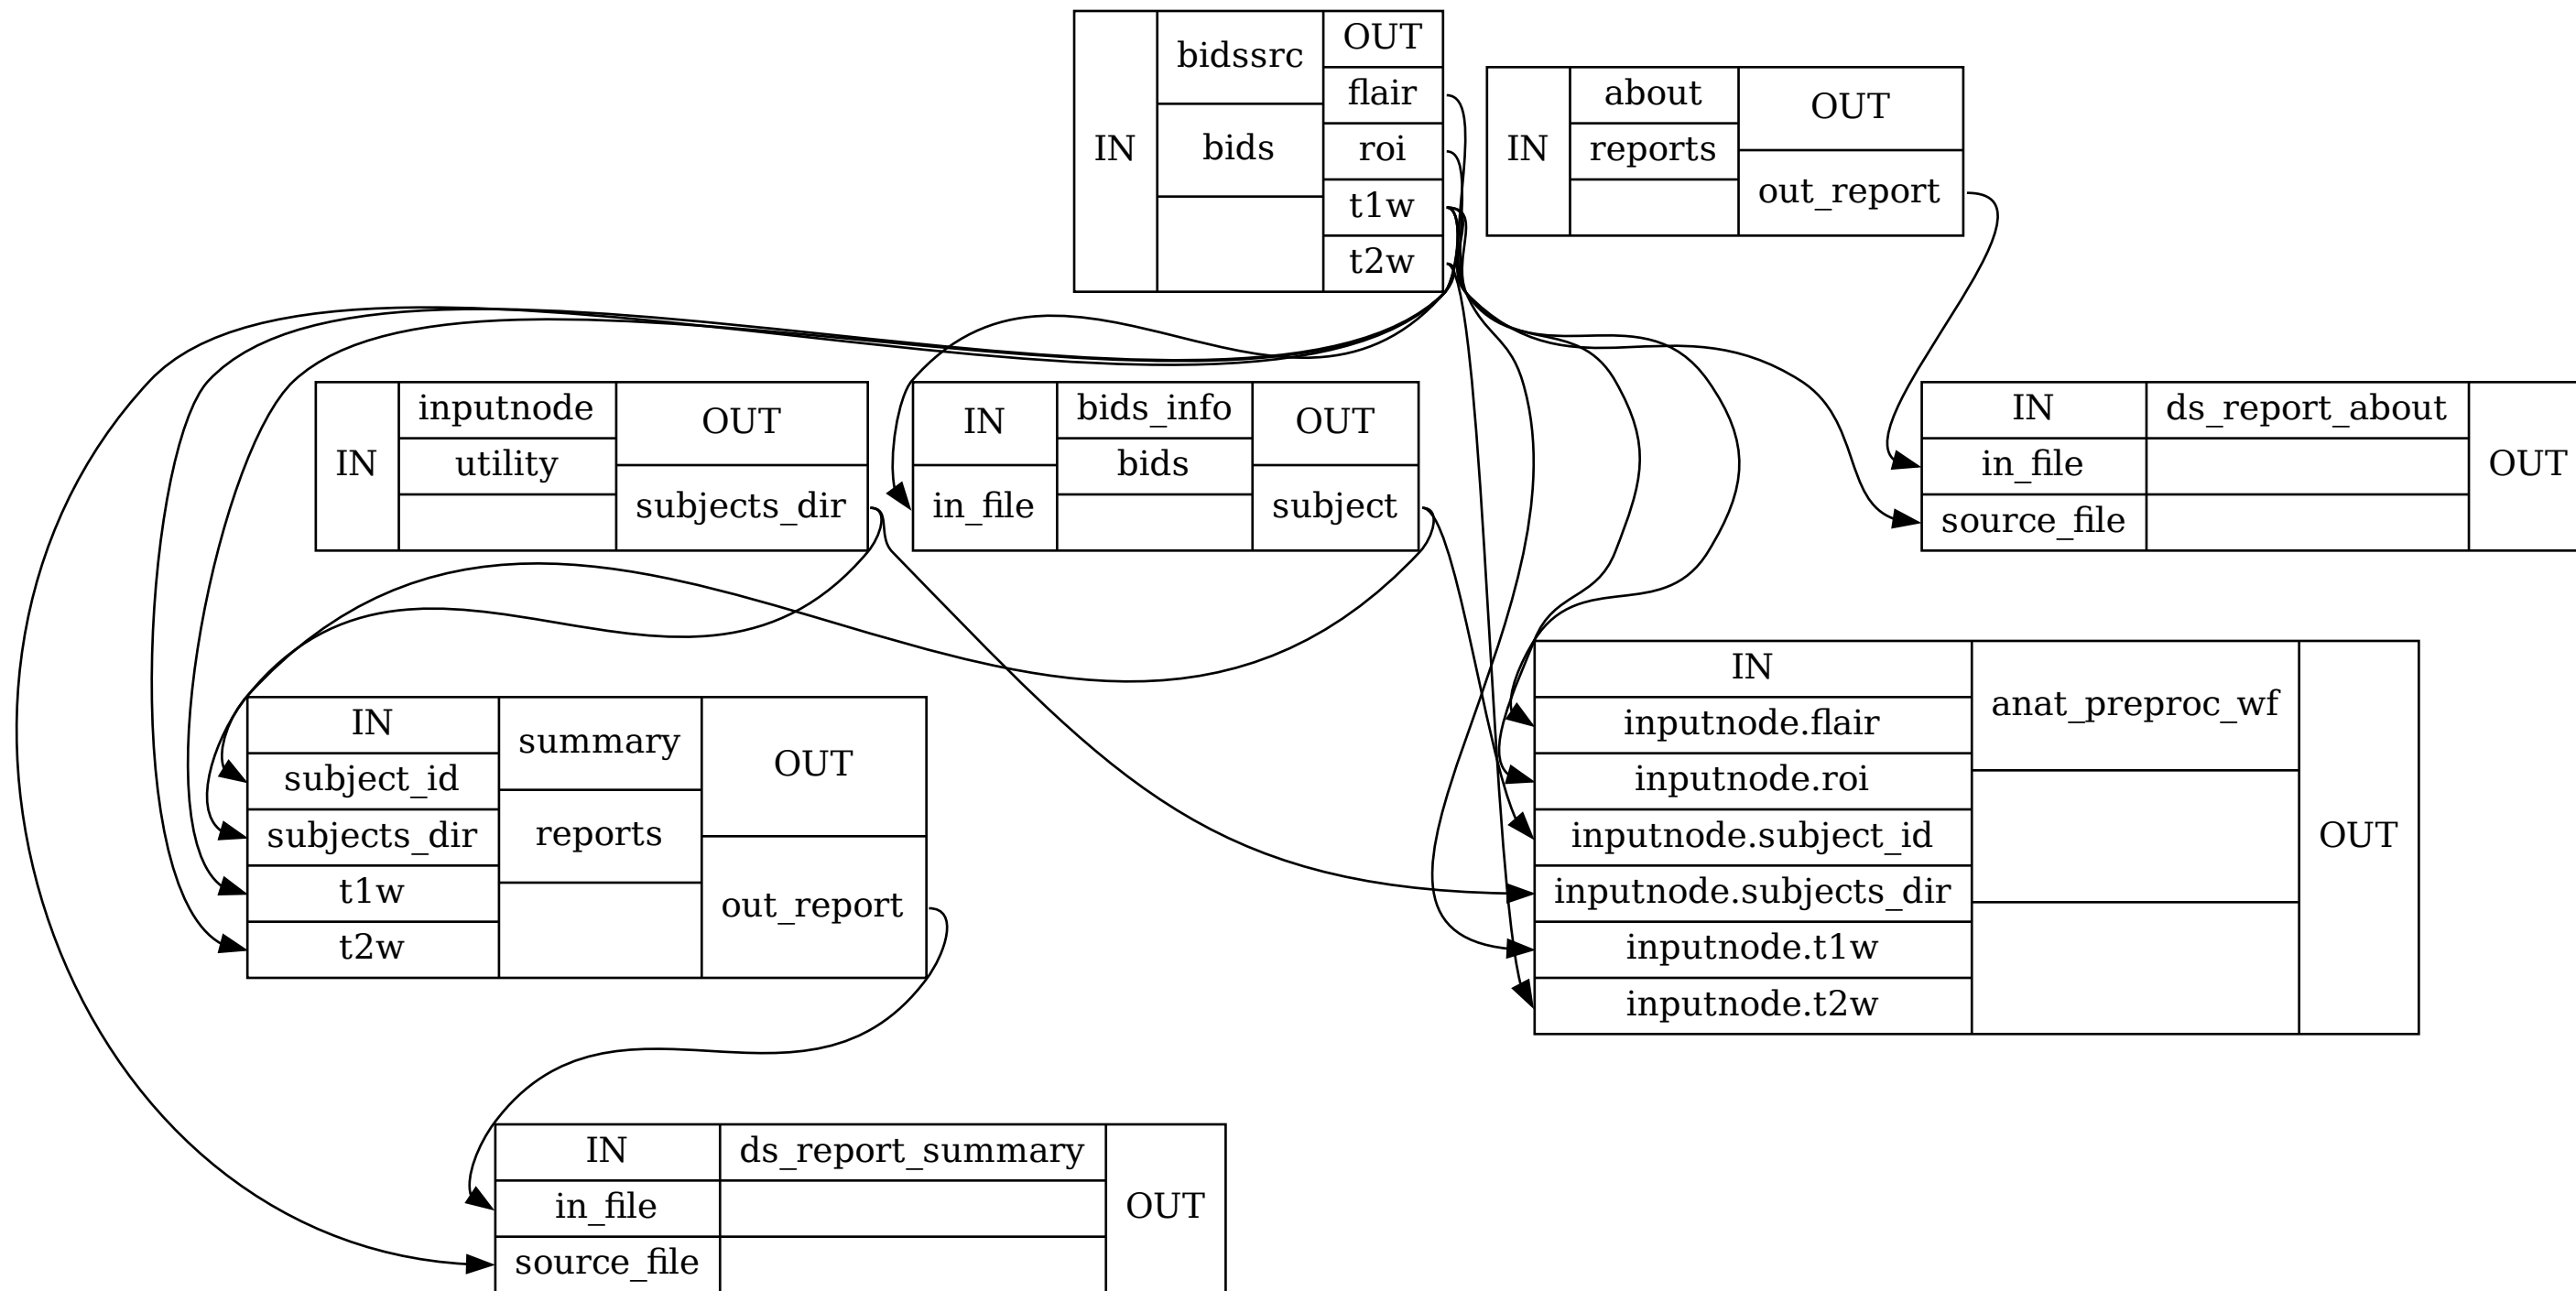 IN
bidssrc
bids
OUT
flair
roi
t1w
t2w
IN
about
reports
OUT
out_report
IN
inputnode
utility
OUT
subjects_dir
IN
in_file
bids_info
bids
OUT
subject
IN
in_file
source_file
ds_report_about
OUT
IN
subject_id
subjects_dir
t1w
t2w
summary
reports
OUT
out_report
IN
inputnode.flair
inputnode.roi
inputnode.subject_id
inputnode.subjects_dir
inputnode.t1w
inputnode.t2w
anat_preproc_wf
OUT
IN
in_file
source_file
ds_report_summary
OUT